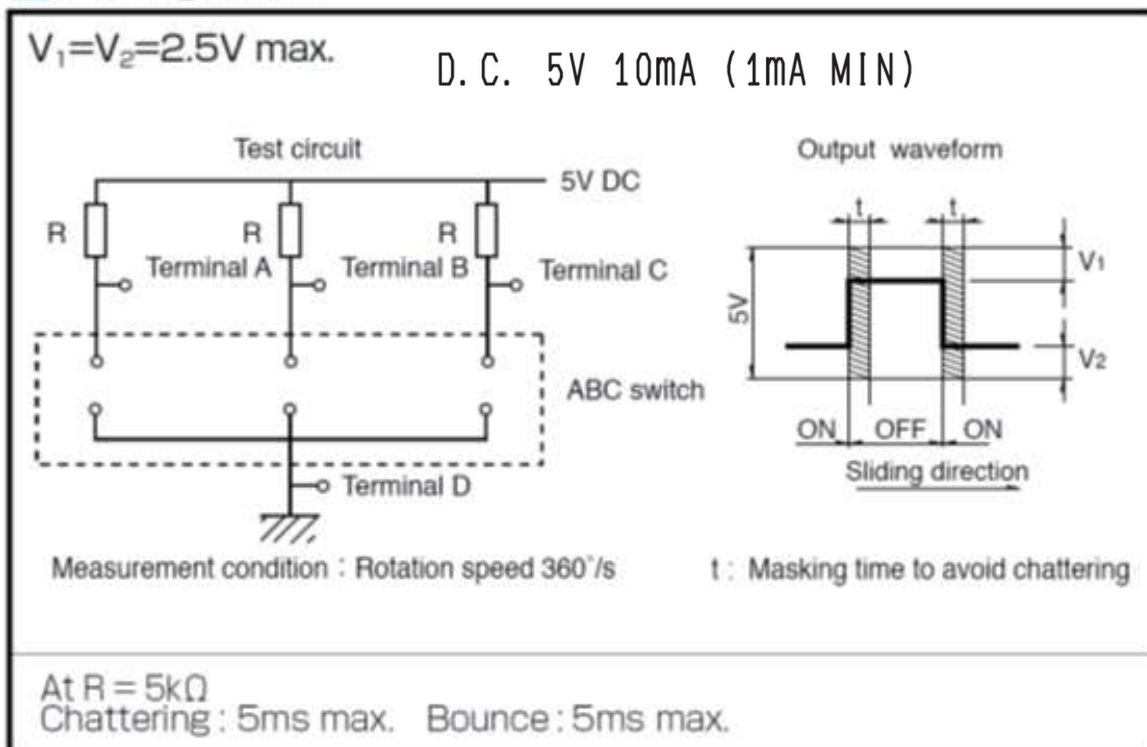 V₁=V₂=2.5V max.
D.C. 5V 10mA (1mA MIN)
Test circuit
5V DC
R
R
R
Terminal A
Terminal B
Terminal C
ABC switch
Terminal D
Output waveform
t
t
V₁
5V
V₂
ON
OFF
ON
Sliding direction
Measurement condition : Rotation speed 360°/s
t : Masking time to avoid chattering
At R = 5kΩ
Chattering : 5ms max. Bounce : 5ms max.